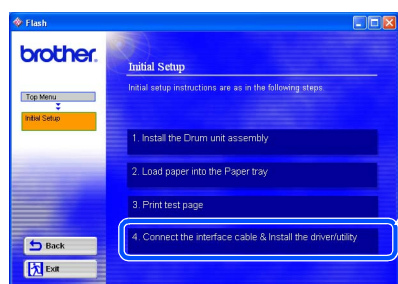 Flash
brother.
Initial Setup
Initial setup instructions are as in the following steps.
Top Menu
Initial Setup
1. Install the Drum unit assembly
2. Load paper into the Paper tray
3. Print test page
4. Connect the interface cable & Install the driver/utility
Back
Exit